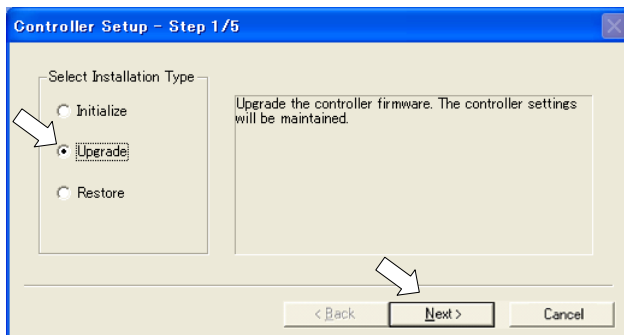 Controller Setup - Step 1/5
Select Installation Type
Initialize
Upgrade
Restore
Upgrade the controller firmware. The controller settings
will be maintained.
< Back
Next >
Cancel